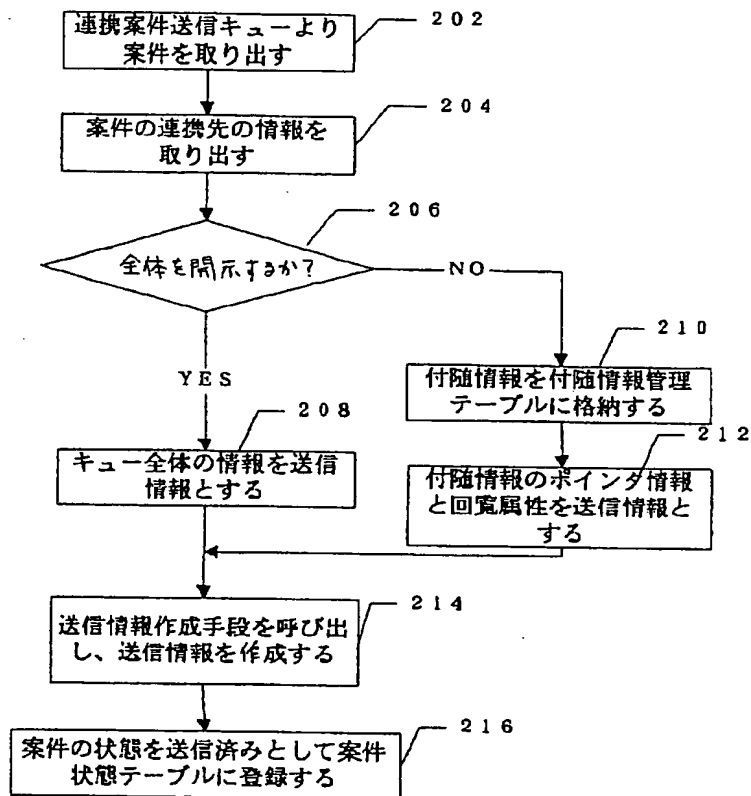 連携案件送信キューより
案件を取り出す
202
案件の連携先の情報を
取り出す
204
全体を開示するか?
206
NO
YES
付随情報を付随情報管理
テーブルに格納する
210
キュー全体の情報を送信
情報とする
208
付随情報のポインタ情報
と回覧属性を送信情報と
する
212
送信情報作成手段を呼び出
し、送信情報を作成する
214
案件の状態を送信済みとして案件
状態テーブルに登録する
216